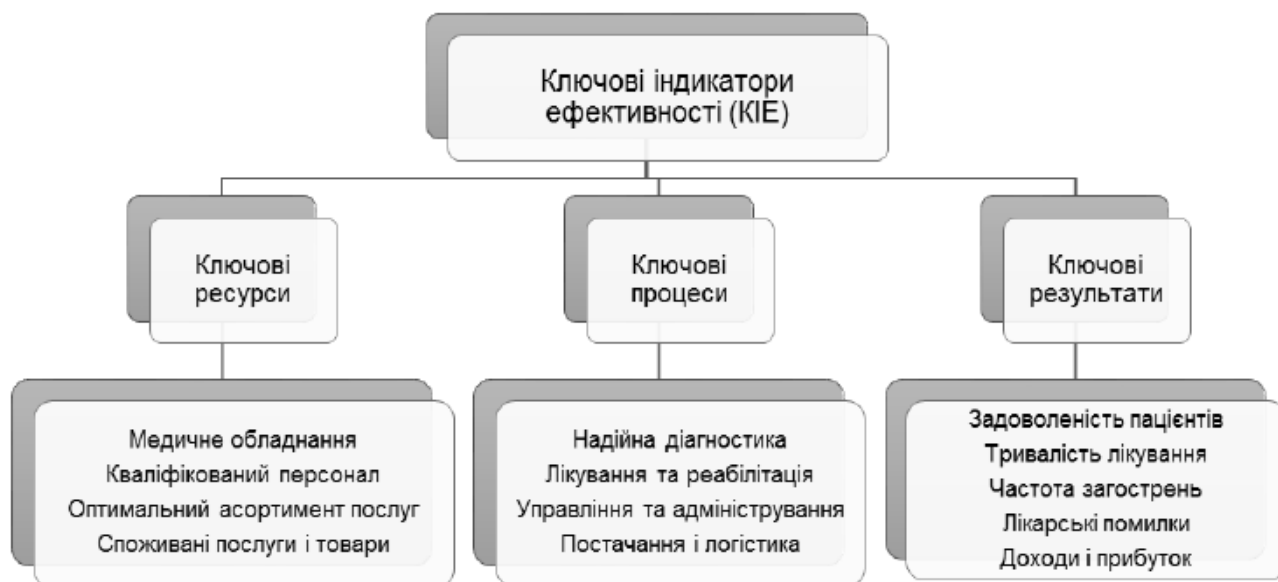 Ключові індикатори
ефективності (КІЕ)
Ключові
ресурси
Ключові
процеси
Ключові
результати
Медичне обладнання
Кваліфікований персонал
Оптимальний асортимент послуг
Споживані послуги і товари
Надійна діагностика
Лікування та реабілітація
Управління та адміністрування
Постачання і логістика
Задоволеність пацієнтів
Тривалість лікування
Частота загострень
Лікарські помилки
Доходи і прибуток